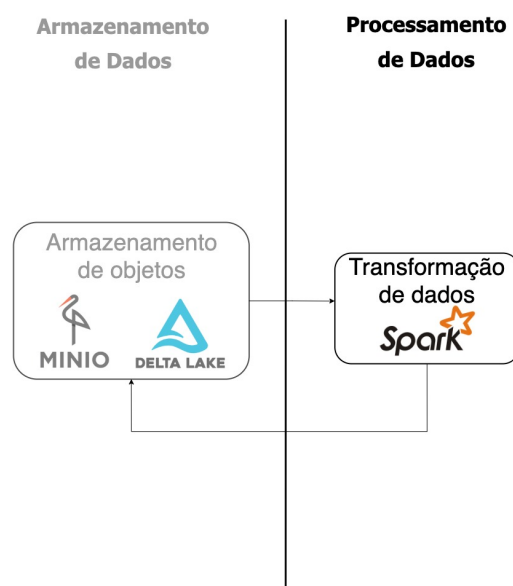 Armazenamento
de Dados
Processamento
de Dados
Armazenamento
de objetos
MINIO
DELTA LAKE
Transformação
de dados
Spark